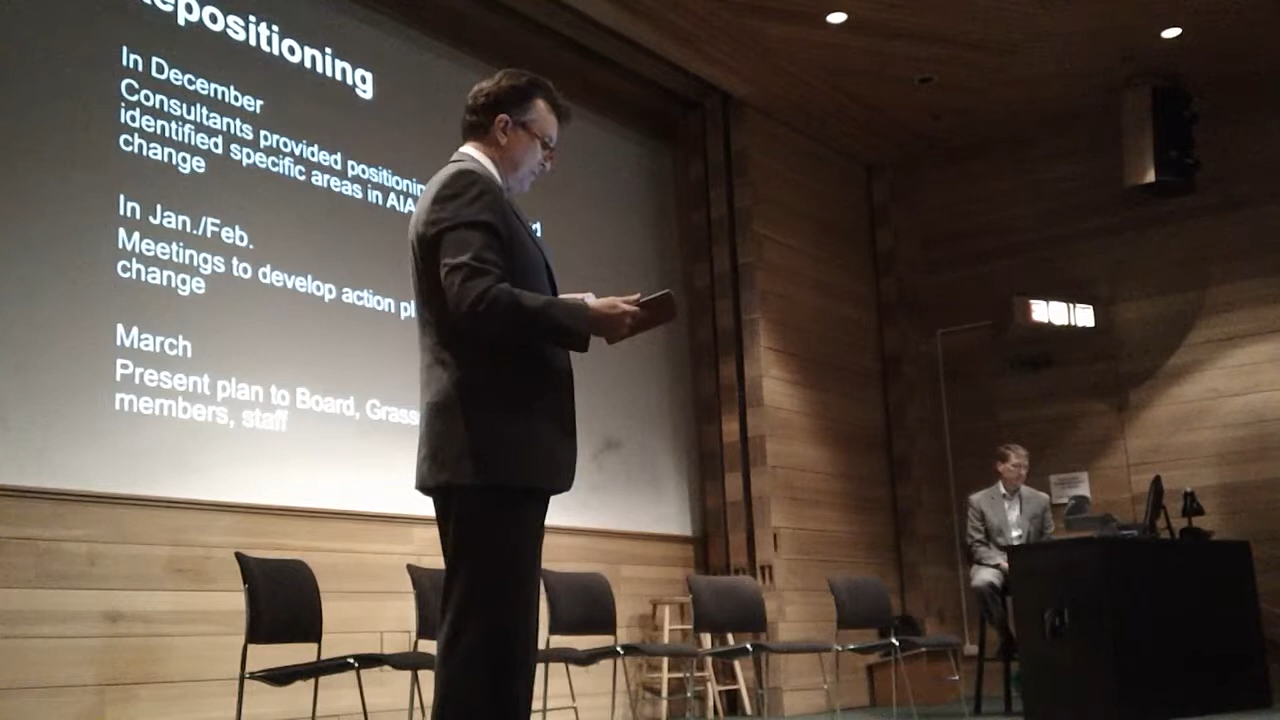 epositioning
In December
Consultants provided positionin
identified specific areas in AIA
change
In Jan./Feb.
Meetings to develop action pl
change
March
Present plan to Board, Grass
members, staff